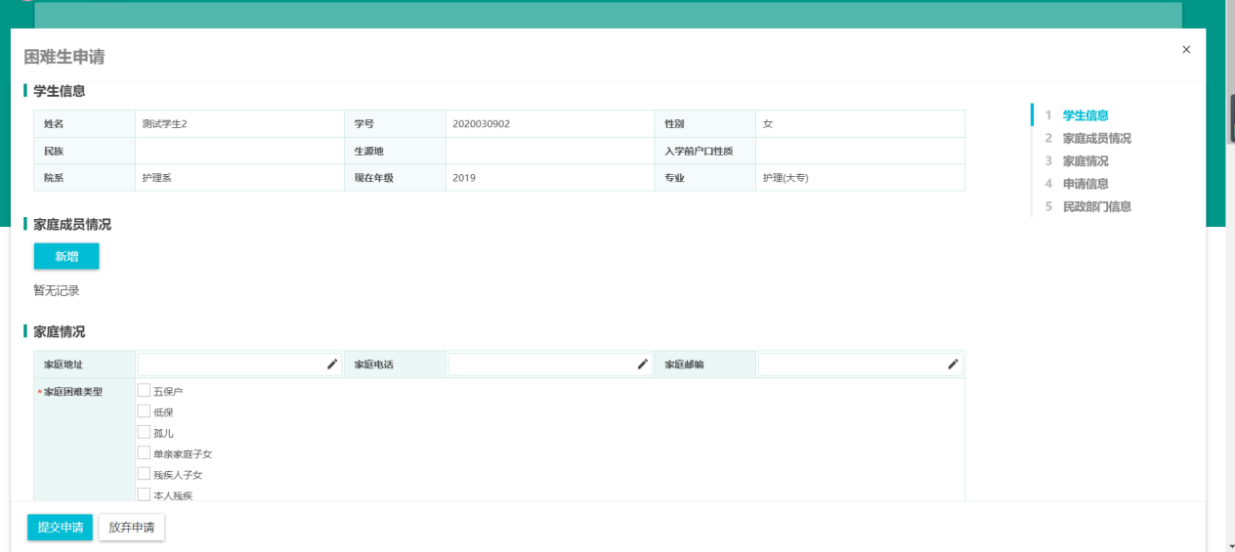 困难生申请
×
学生信息
姓名 测试学生2 学号 2020030902 性别 女
民族 生源地 入学前户口性质
院系 护理系 现在年级 2019 专业 护理(大专)
家庭成员情况
新增
暂无记录
家庭情况
家庭地址 家庭电话 家庭邮编
*家庭困难类型 五保户
低保
孤儿
单亲家庭子女
残疾人子女
本人残疾
提交申请 放弃申请
1 学生信息
2 家庭成员情况
3 家庭情况
4 申请信息
5 民政部门信息